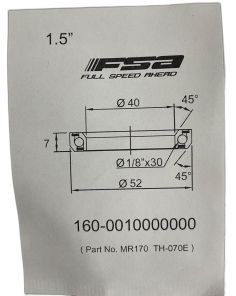 1.5”
FSA
FULL SPEED AHEAD
Ø 40
45°
7
Ø1/8”x30
45°
Ø 52
160-0010000000
( Part No. MR170 TH-070E )